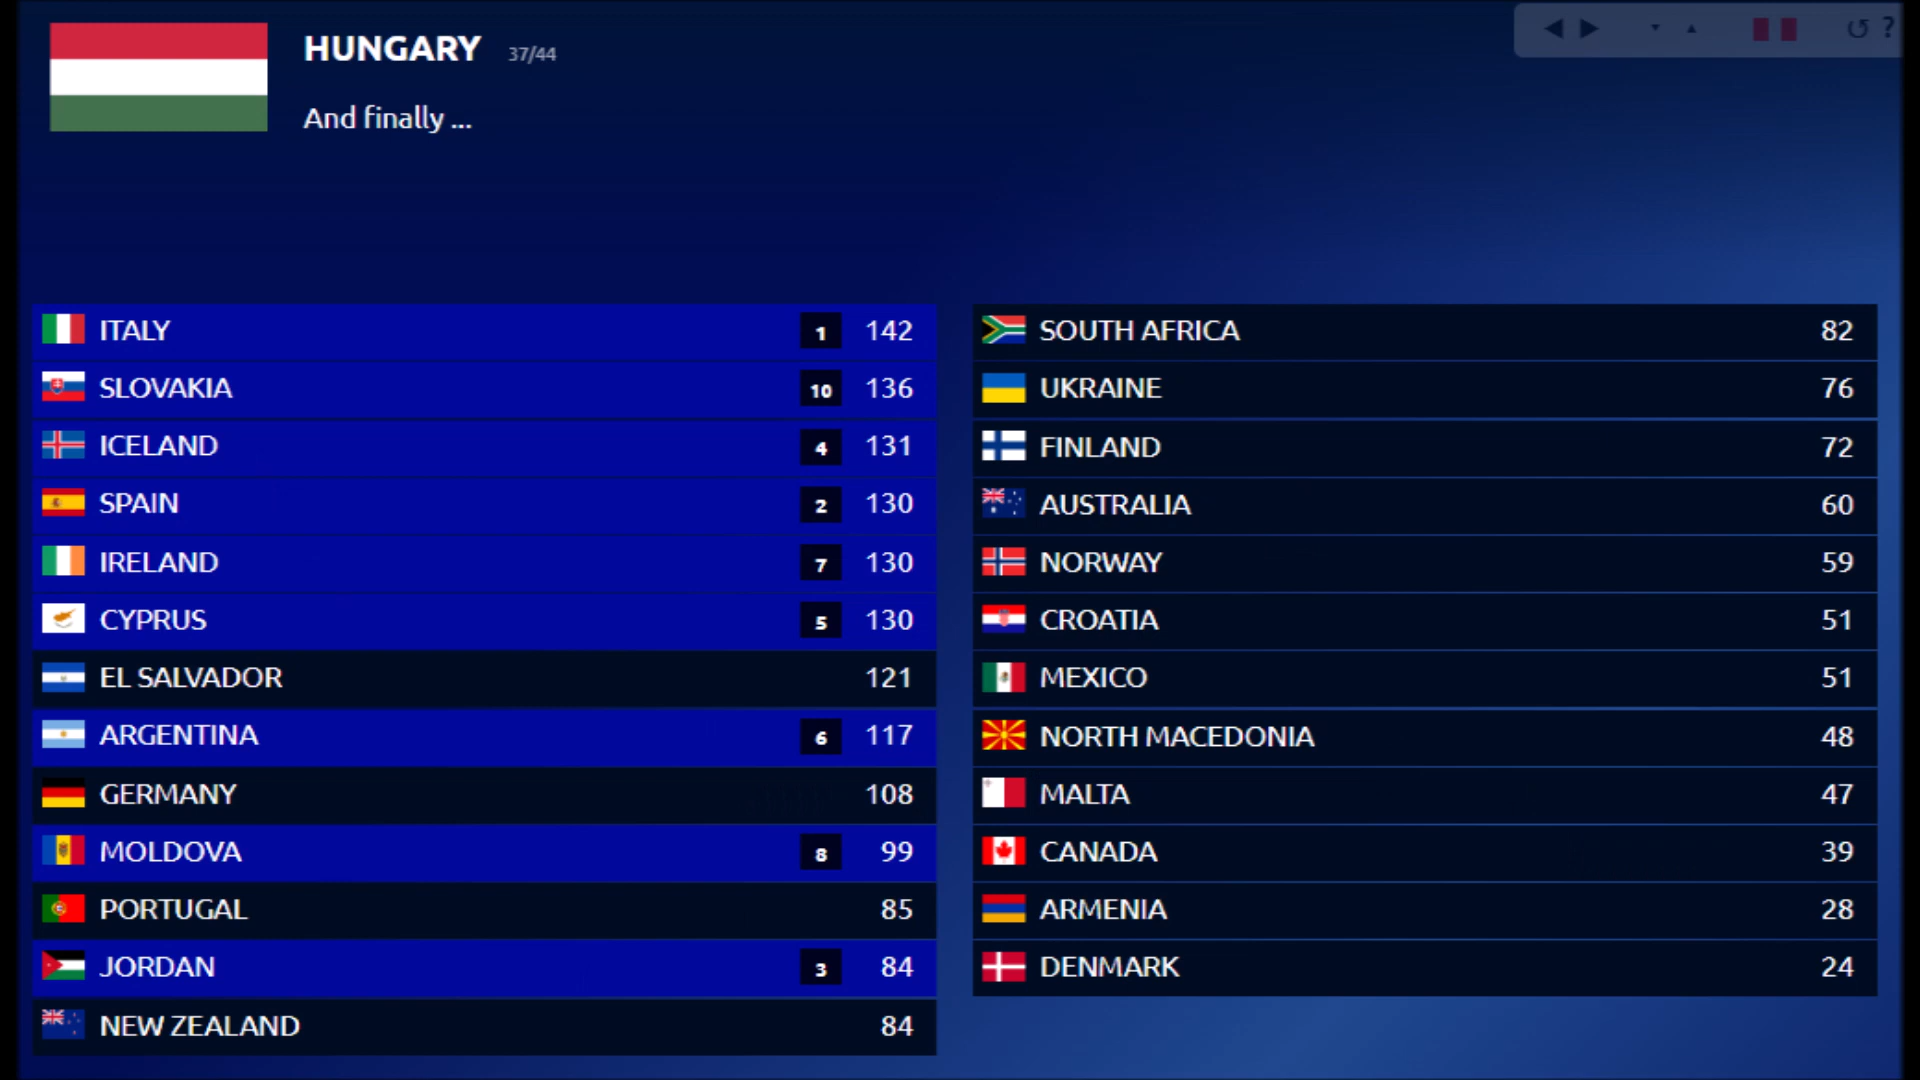 HUNGARY 37/44
And finally ...
?
ITALY 1 142
SLOVAKIA 10 136
ICELAND 4 131
SPAIN 2 130
IRELAND 7 130
CYPRUS 5 130
EL SALVADOR 121
ARGENTINA 6 117
GERMANY 108
MOLDOVA 8 99
PORTUGAL 85
JORDAN 3 84
NEW ZEALAND 84
SOUTH AFRICA 82
UKRAINE 76
FINLAND 72
AUSTRALIA 60
NORWAY 59
CROATIA 51
MEXICO 51
NORTH MACEDONIA 48
MALTA 47
CANADA 39
ARMENIA 28
DENMARK 24